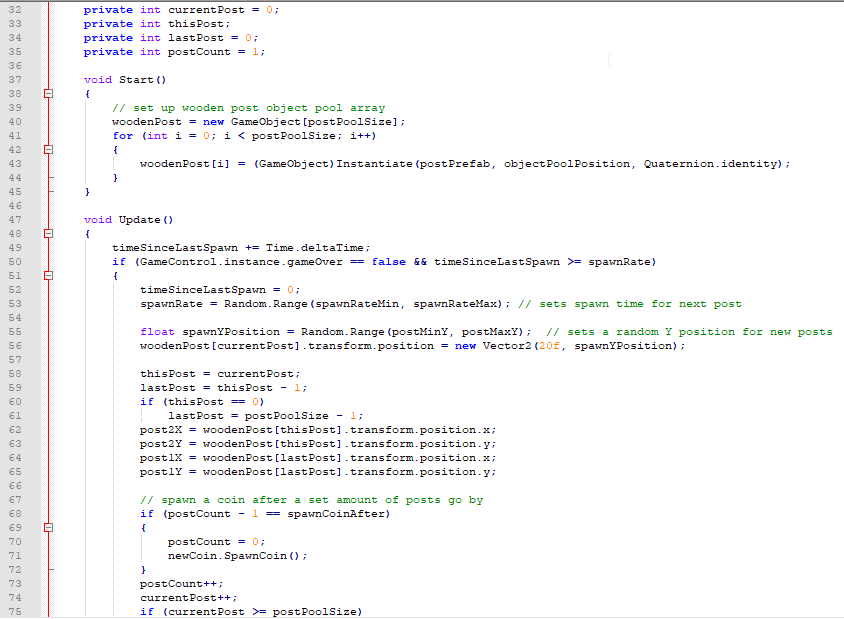 32 private int currentPost = 0;
33 private int thisPost;
34 private int lastPost = 0;
35 private int postCount = 1;
36
37 void Start()
38 {
39 // set up wooden post object pool array
40 woodenPost = new GameObject[postPoolSize];
41 for (int i = 0; i < postPoolSize; i++)
42 {
43 woodenPost[i] = (GameObject)Instantiate(postPrefab, objectPoolPosition, Quaternion.identity);
44 }
45 }
46
47 void Update()
48 {
49 timeSinceLastSpawn += Time.deltaTime;
50 if (GameControl.instance.gameOver == false && timeSinceLastSpawn >= spawnRate)
51 {
52 timeSinceLastSpawn = 0;
53 spawnRate = Random.Range(spawnRateMin, spawnRateMax); // sets spawn time for next post
54
55 float spawnYPosition = Random.Range(postMinY, postMaxY);  // sets a random Y position for new posts
56 woodenPost[currentPost].transform.position = new Vector2(20f, spawnYPosition);
57
58 thisPost = currentPost;
59 lastPost = thisPost - 1;
60 if (thisPost == 0)
61 lastPost = postPoolSize - 1;
62 post2X = woodenPost[thisPost].transform.position.x;
63 post2Y = woodenPost[thisPost].transform.position.y;
64 post1X = woodenPost[lastPost].transform.position.x;
65 post1Y = woodenPost[lastPost].transform.position.y;
66
67 // spawn a coin after a set amount of posts go by
68 if (postCount - 1 == spawnCoinAfter)
69 {
70 postCount = 0;
71 newCoin.SpawnCoin();
72 }
73 postCount++;
74 currentPost++;
75 if (currentPost >= postPoolSize)